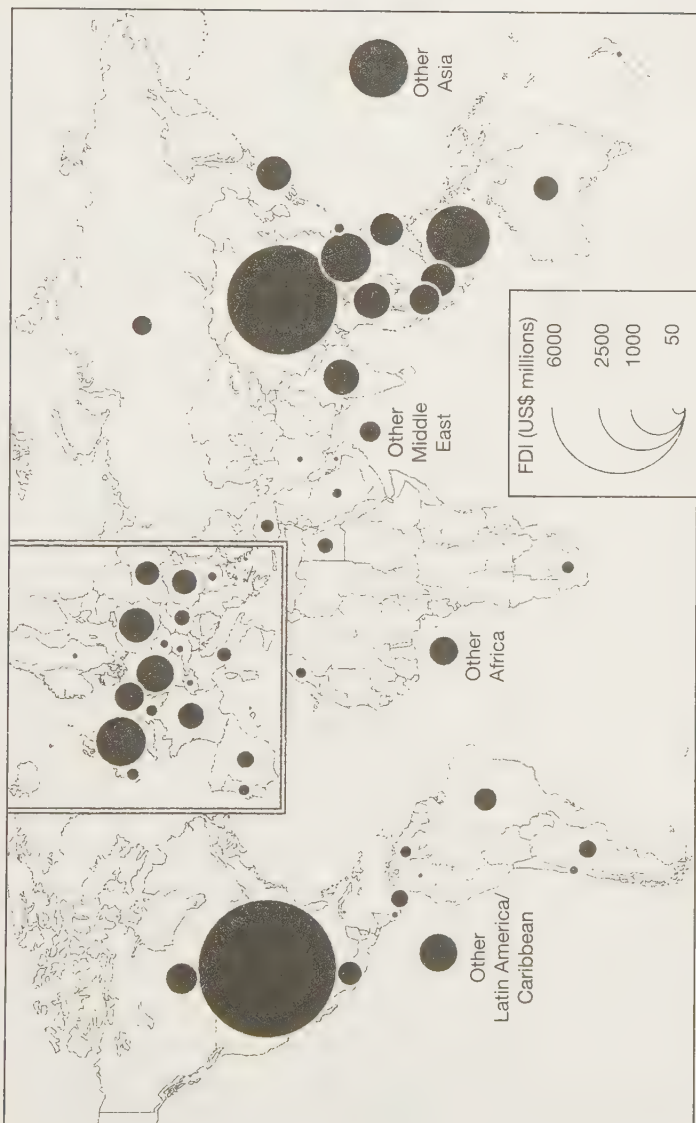 Other
Latin America/
Caribbean
Other
Africa
Other
Middle
East
Other
Asia
FDI (US$ millions)
6000
2500
1000
50